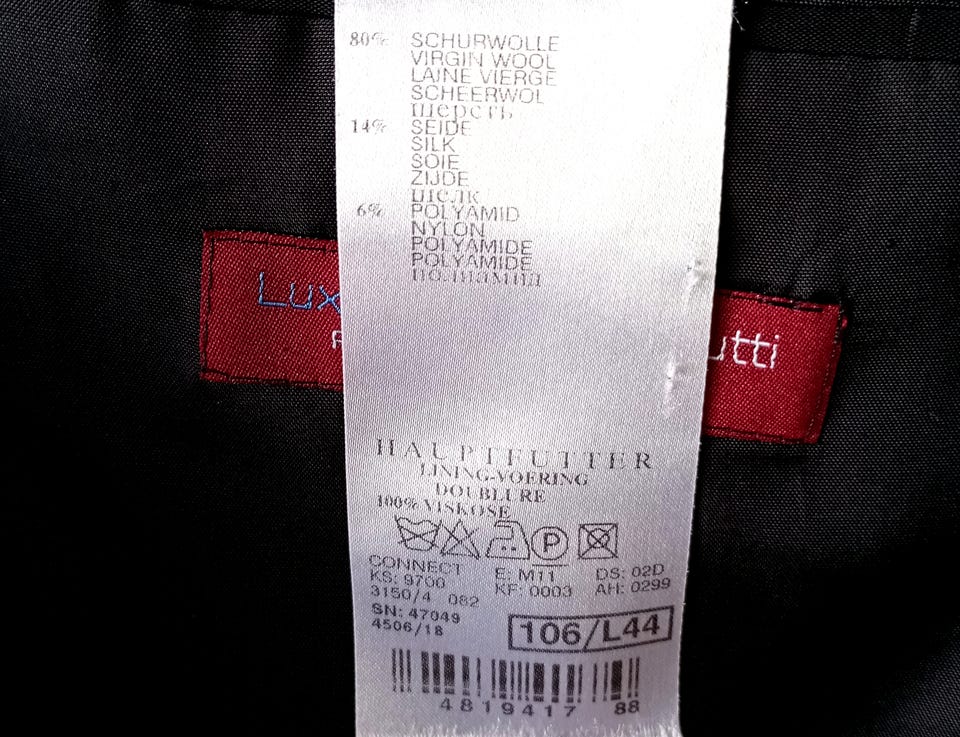 80% SCHURWOLLE
VIRGIN WOOL
LAINE VIERGE
SCHEERWOL
шерсть
14% SEIDE
SILK
SOIE
ZIJDE
шелк
6% POLYAMID
NYLON
POLYAMIDE
POLYAMIDE
полиамид
Lux
utti
HAUPTFUTTER
LINING-VOERING
DOUBLURE
100% VISKOSE
P
CONNECT E: M11 DS: 02D
KS: 9700 KF: 0003 AH: 0299
3150/4 082
SN: 47049
4506/18
106/L44
4819417 88